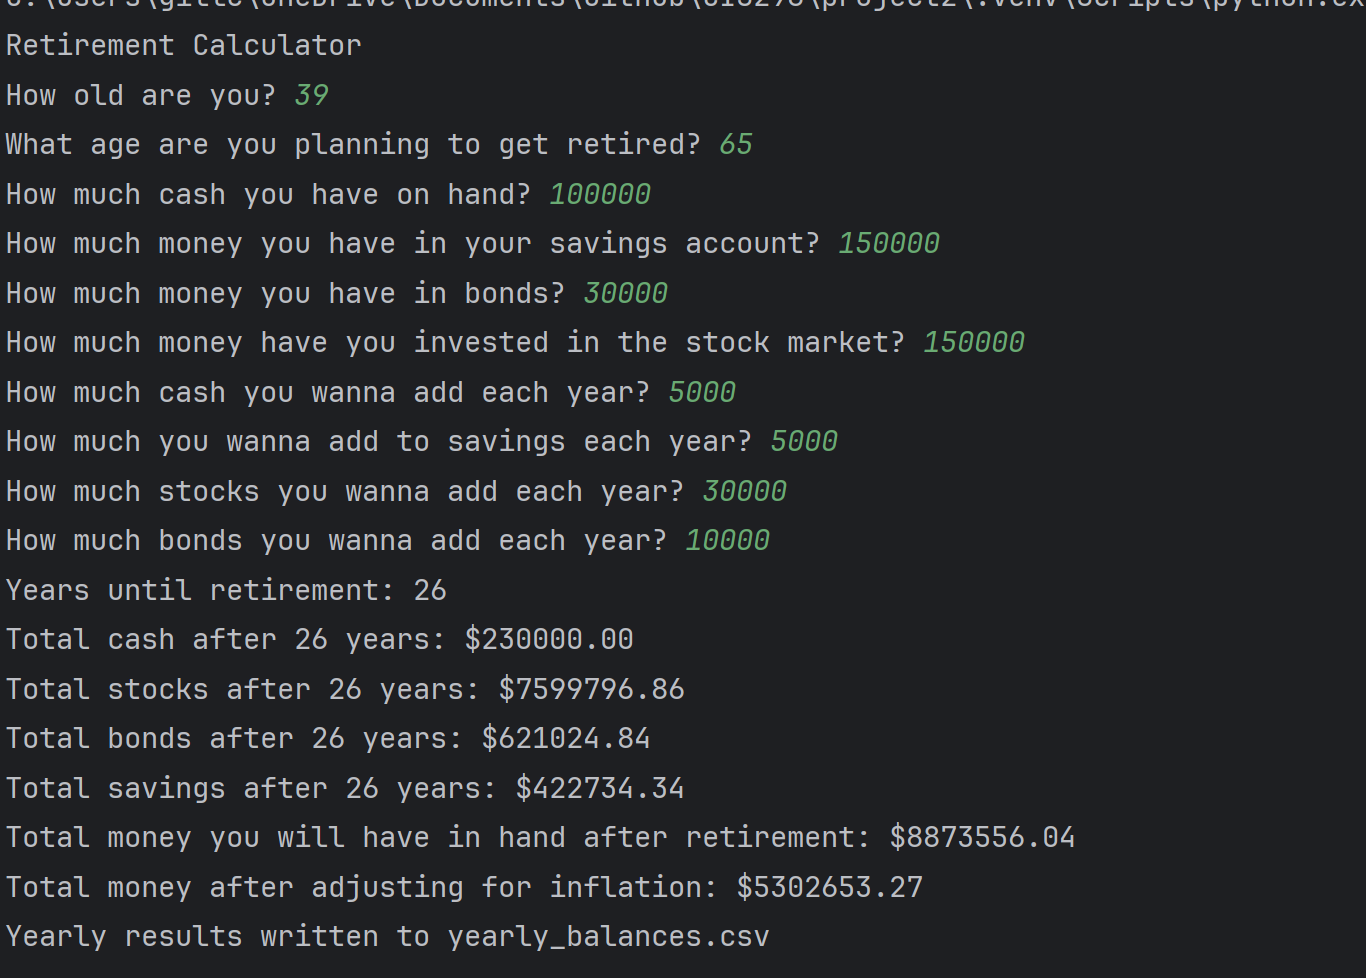 Retirement Calculator
How old are you? 39
What age are you planning to get retired? 65
How much cash you have on hand? 100000
How much money you have in your savings account? 150000
How much money you have in bonds? 30000
How much money have you invested in the stock market? 150000
How much cash you wanna add each year? 5000
How much you wanna add to savings each year? 5000
How much stocks you wanna add each year? 30000
How much bonds you wanna add each year? 10000
Years until retirement: 26
Total cash after 26 years: $230000.00
Total stocks after 26 years: $7599796.86
Total bonds after 26 years: $621024.84
Total savings after 26 years: $422734.34
Total money you will have in hand after retirement: $8873556.04
Total money after adjusting for inflation: $5302653.27
Yearly results written to yearly_balances.csv